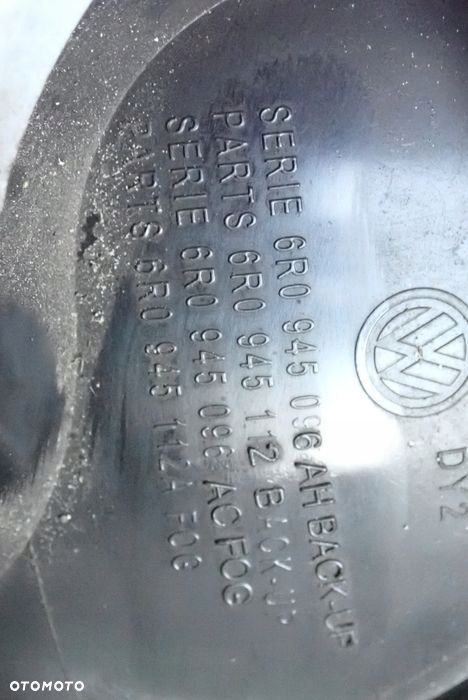 SERIE 6R0 945 096 AH BACK-UP
PARTS 6R0 945 112 BACK-UP
SERIE 6R0 945 096 AC FOG
PARTS 6R0 945 112A FOG
DY2
OTOMOTO